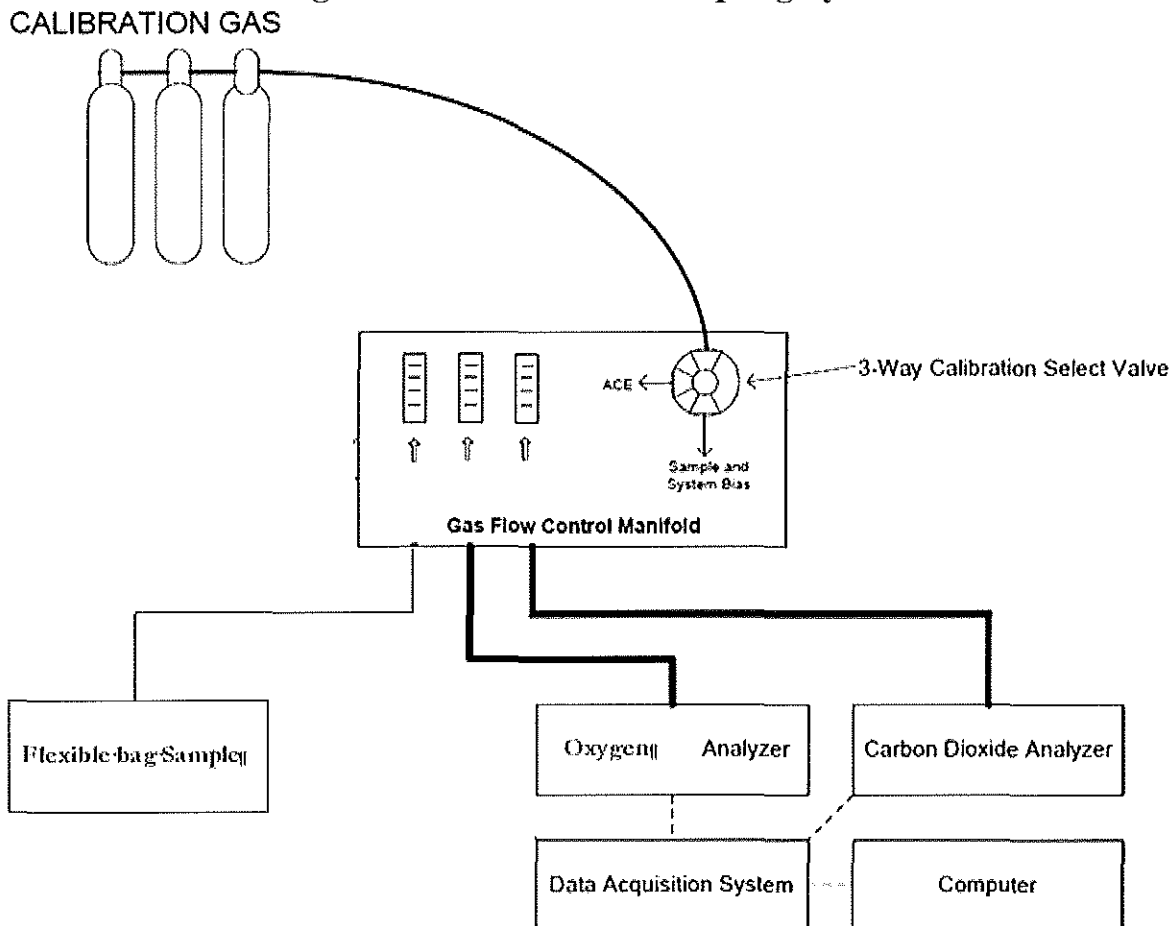 CALIBRATION GAS
3-Way Calibration Select Valve
ACE
Sample and
System Bias
Gas Flow Control Manifold
Flexible·bag·Sample¶
Oxygen¶ Analyzer
Carbon Dioxide Analyzer
Data Acquisition System
Computer